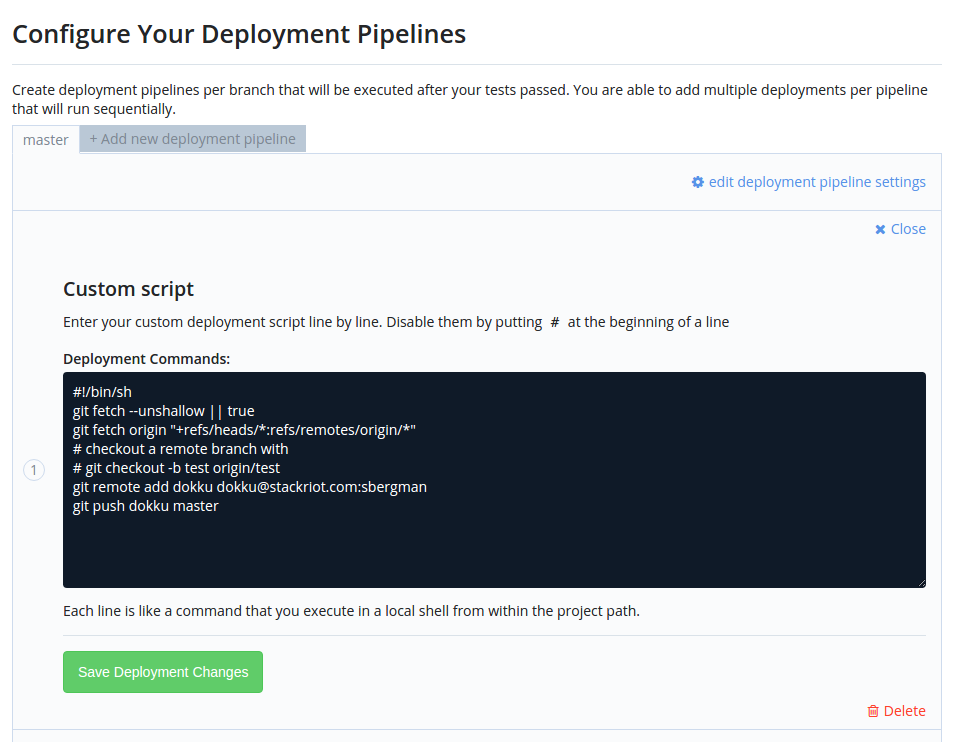 Configure Your Deployment Pipelines
Create deployment pipelines per branch that will be executed after your tests passed. You are able to add multiple deployments per pipeline
that will run sequentially.
master
+ Add new deployment pipeline
edit deployment pipeline settings
Close
Custom script
Enter your custom deployment script line by line. Disable them by putting # at the beginning of a line
Deployment Commands:
#!/bin/sh
git fetch --unshallow || true
git fetch origin "+refs/heads/*:refs/remotes/origin/*"
# checkout a remote branch with
# git checkout -b test origin/test
git remote add dokku dokku@stackriot.com:sbergman
git push dokku master
1
Each line is like a command that you execute in a local shell from within the project path.
Save Deployment Changes
Delete